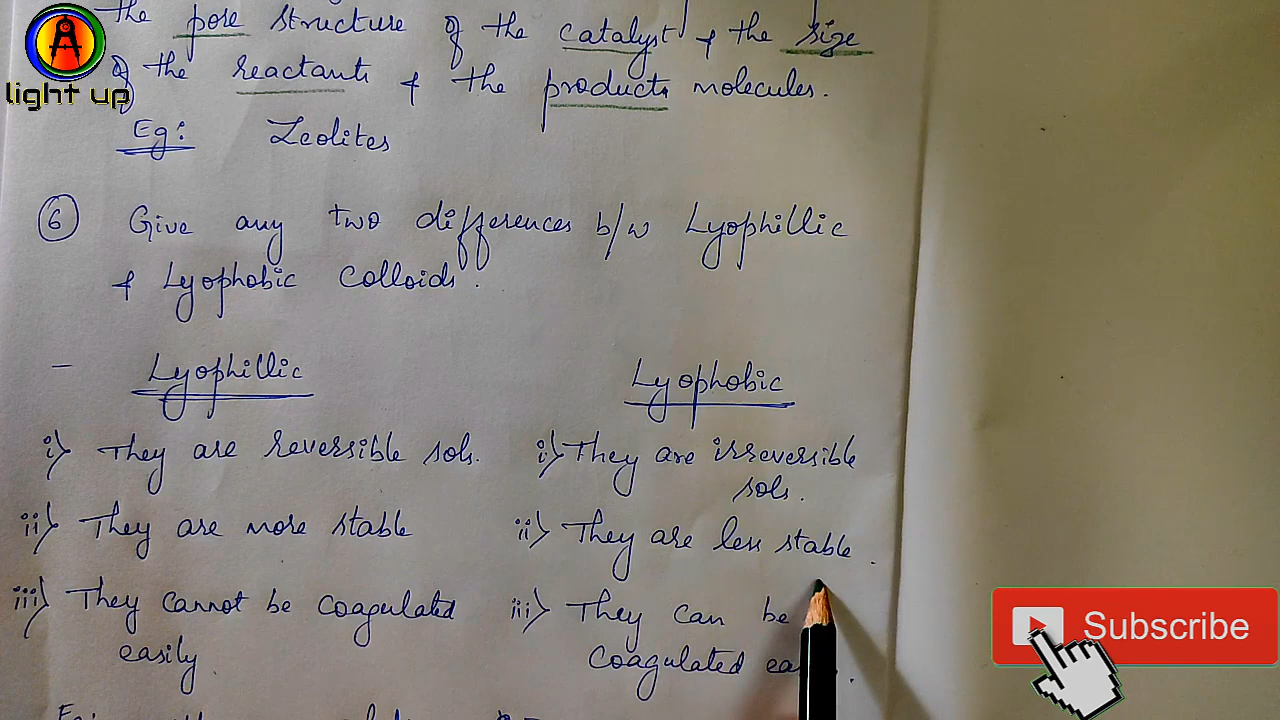 the pore structure of the catalyst & the size
of the reactants & the products molecules.
Eg: Zeolites
6 Give any two differences b/w Lyophillic
& Lyophobic Colloids.
- Lyophillic Lyophobic
i) They are reversible sols. i) They are irreversible
sols.
ii) They are more stable ii) They are less stable.
iii) They cannot be coagulated iii) They can be
easily. Coagulated
light up
Subscribe